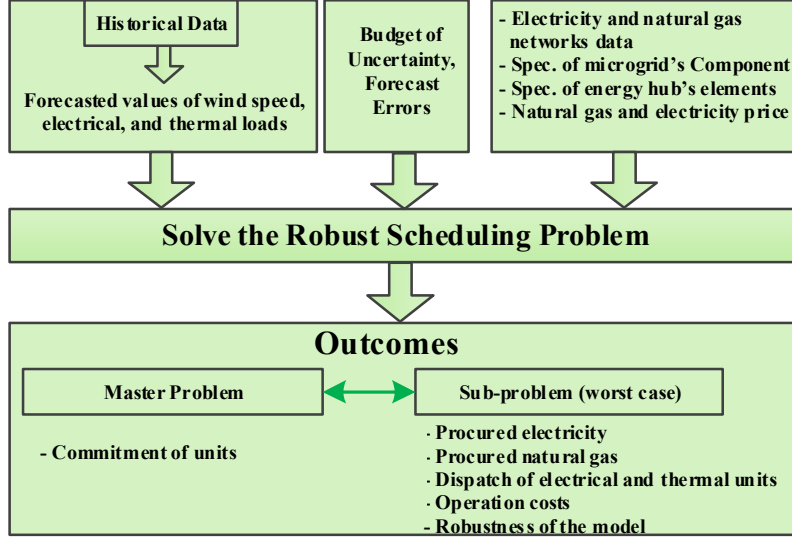 Historical Data
Forecasted values of wind speed,
electrical, and thermal loads
Budget of
Uncertainty,
Forecast
Errors
- Electricity and natural gas
networks data
- Spec. of microgrid's Component
- Spec. of energy hub's elements
- Natural gas and electricity price
Solve the Robust Scheduling Problem
Outcomes
Master Problem
- Commitment of units
Sub-problem (worst case)
- Procured electricity
- Procured natural gas
- Dispatch of electrical and thermal units
- Operation costs
- Robustness of the model